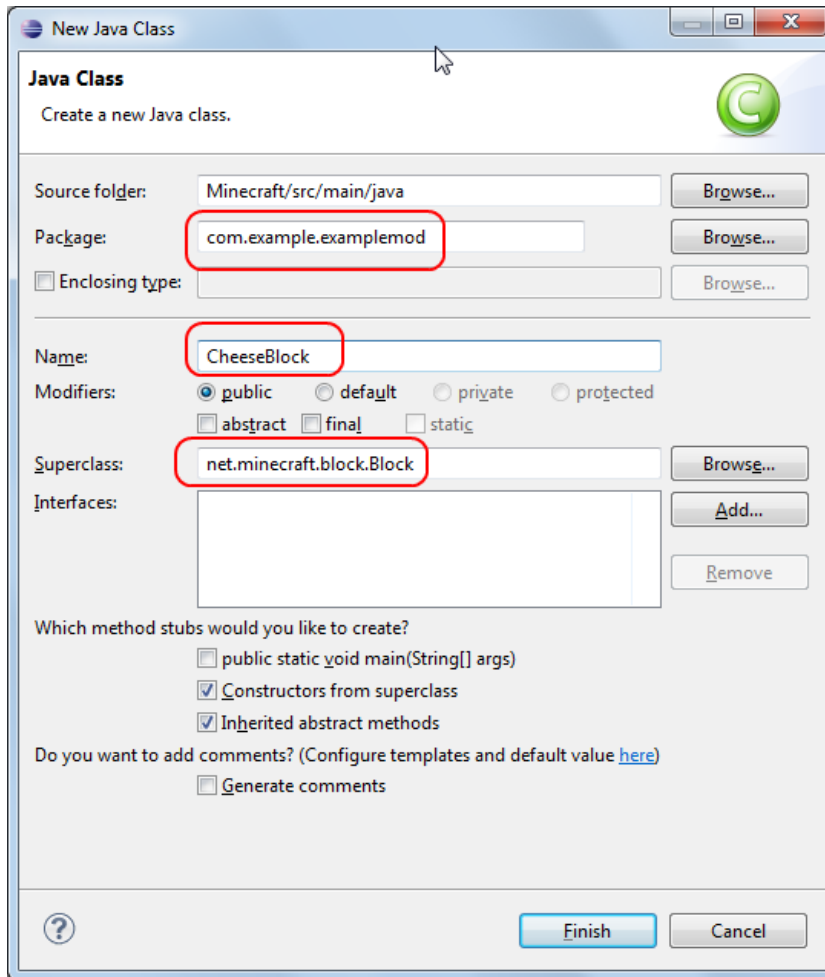 New Java Class
Java Class
Create a new Java class.
Source folder: Minecraft/src/main/java Browse...
Package: com.example.examplemod Browse...
Enclosing type: Browse...
Name: CheeseBlock
Modifiers: public default private protected
abstract final static
Superclass: net.minecraft.block.Block Browse...
Interfaces: Add...
Remove
Which method stubs would you like to create?
public static void main(String[] args)
Constructors from superclass
Inherited abstract methods
Do you want to add comments? (Configure templates and default value here)
Generate comments
Finish Cancel